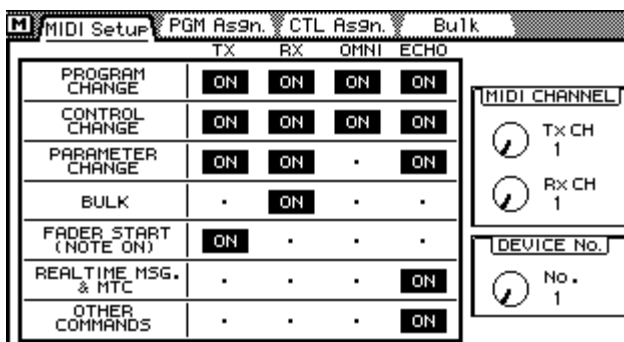 M MIDI Setup PGM Asgn. CTL Asgn. Bulk
TX RX OMNI ECHO
PROGRAM CHANGE ON ON ON ON
CONTROL CHANGE ON ON ON ON
PARAMETER CHANGE ON ON · ON
BULK · ON · ·
FADER START (NOTE ON) ON · · ·
REALTIME MSG. & MTC · · · ON
OTHER COMMANDS · · · ON
MIDI CHANNEL
Tx CH
1
Rx CH
1
DEVICE No.
No.
1